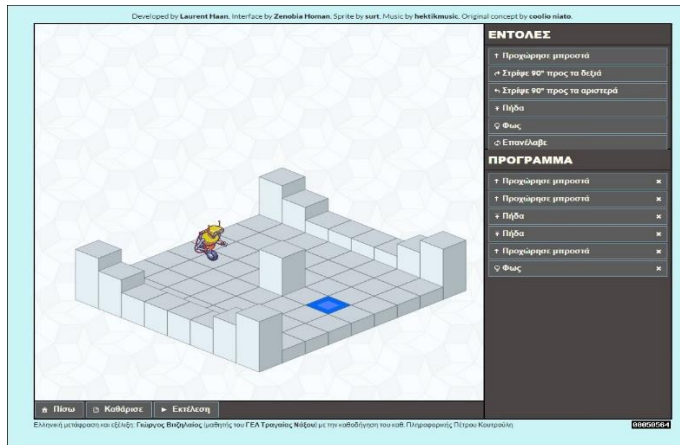 Developed by Laurent Haan. Interface by Zenobia Homan. Sprite by surt. Music by hektikmusic. Original concept by coolio niato.
ΕΝΤΟΛΕΣ
Προχώρησε μπροστά
Στρίψε 90° προς τα δεξιά
Στρίψε 90° προς τα αριστερά
Πήδα
Φως
Επανέλαβε
ΠΡΟΓΡΑΜΜΑ
Προχώρησε μπροστά
Προχώρησε μπροστά
Πήδα
Πήδα
Προχώρησε μπροστά
Φως
Πίσω Καθάρισε Εκτέλεση
Ελληνική μετάφραση και εξέλιξη: Γιώργος Βιτζηλαίος (μαθητής του ΓΕΛ Τραγαίας Νάξου) με την καθοδήγηση του καθ. Πληροφορικής Πέτρου Κουτρούλη
00050564